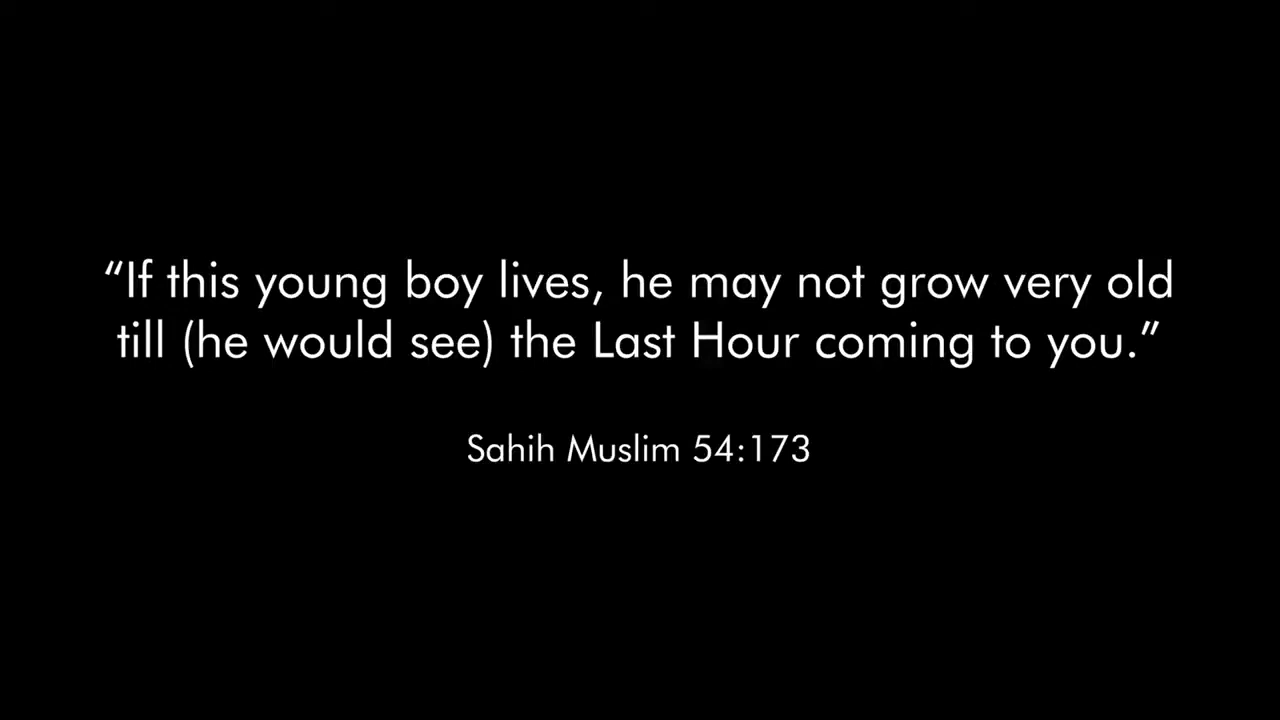 “If this young boy lives, he may not grow very old
till (he would see) the Last Hour coming to you.”
Sahih Muslim 54:173